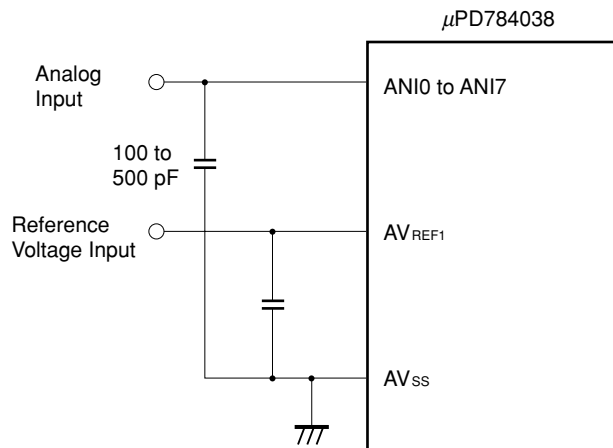 μPD784038
Analog
Input
ANI0 to ANI7
100 to
500 pF
Reference
Voltage Input
AVREF1
AVSS